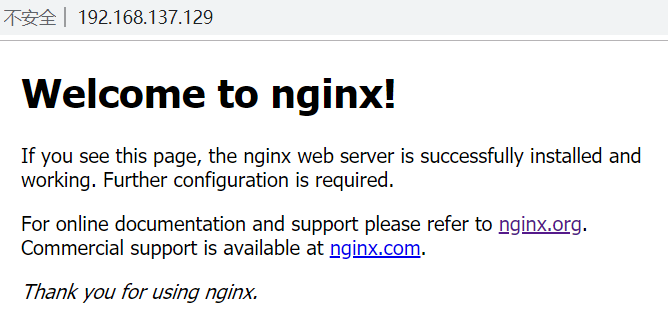 不安全 | 192.168.137.129
Welcome to nginx!
If you see this page, the nginx web server is successfully installed and
working. Further configuration is required.
For online documentation and support please refer to nginx.org.
Commercial support is available at nginx.com.
Thank you for using nginx.